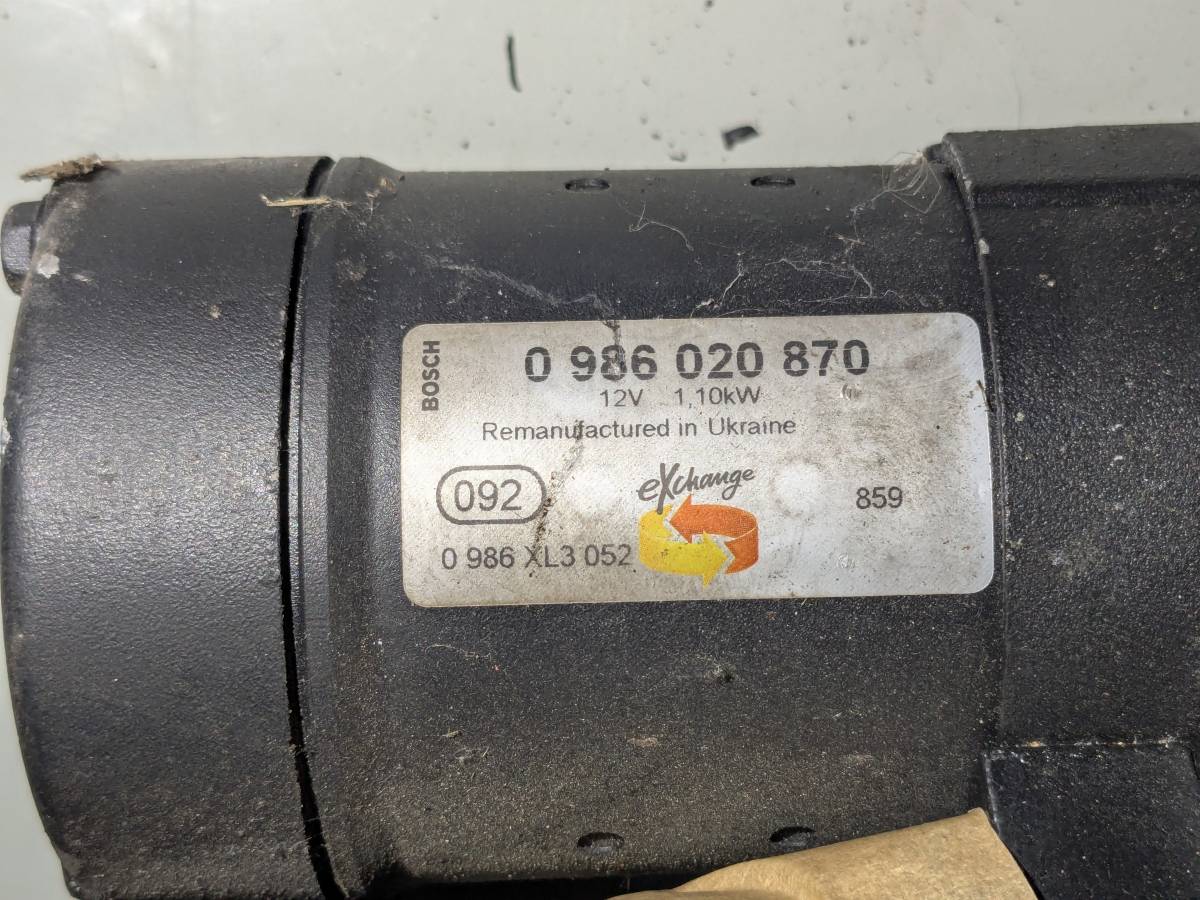 BOSCH
0 986 020 870
12V 1,10kW
Remanufactured in Ukraine
092
eXchange
859
0 986 XL3 052